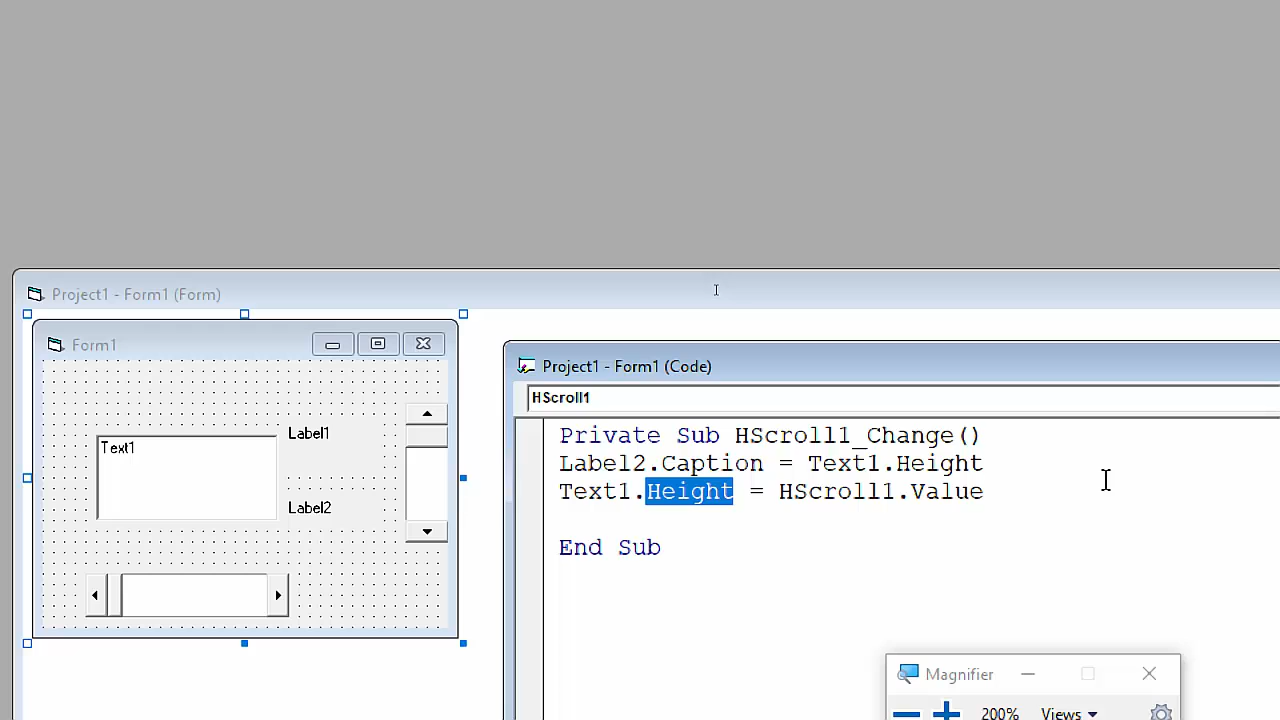 Project1 - Form1 (Form)
Form1
Text1
Label1
Label2
Project1 - Form1 (Code)
HScroll1
Private Sub HScroll1_Change()
Label2.Caption = Text1.Height
Text1.Height = HScroll1.Value
End Sub
Magnifier
200%
Views